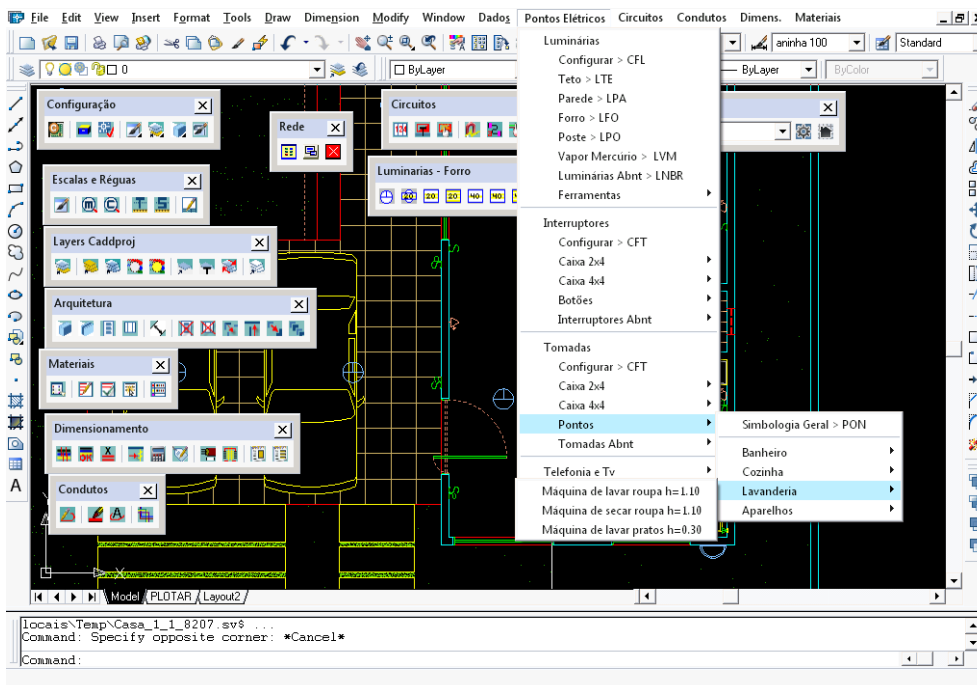 File Edit View Insert Format Tools Draw Dimension Modify Window Dados Pontos Elétricos Circuitos Condutos Dimens. Materiais
aninha 100 Standard
0 ByLayer ByLayer ByColor
Configuração
Rede
Circuitos
Luminarias - Forro
20 20 20 40 40
Escalas e Réguas
Layers Caddproj
Arquitetura
Materiais
Dimensionamento
Condutos
Luminárias
Configurar > CFL
Teto > LTE
Parede > LPA
Forro > LFO
Poste > LPO
Vapor Mercúrio > LVM
Luminárias Abnt > LNBR
Ferramentas
Interruptores
Configurar > CFT
Caixa 2x4
Caixa 4x4
Botões
Interruptores Abnt
Tomadas
Configurar > CFT
Caixa 2x4
Caixa 4x4
Pontos
Tomadas Abnt
Telefonia e Tv
Simbologia Geral > PON
Banheiro
Cozinha
Lavanderia
Aparelhos
Máquina de lavar roupa h=1.10
Máquina de secar roupa h=1.10
Máquina de lavar pratos h=0.30
X
Model PLOTAR Layout2
locais\Temp\Casa_1_1_8207.sv$ ...
Command: Specify opposite corner: *Cancel*
Command: